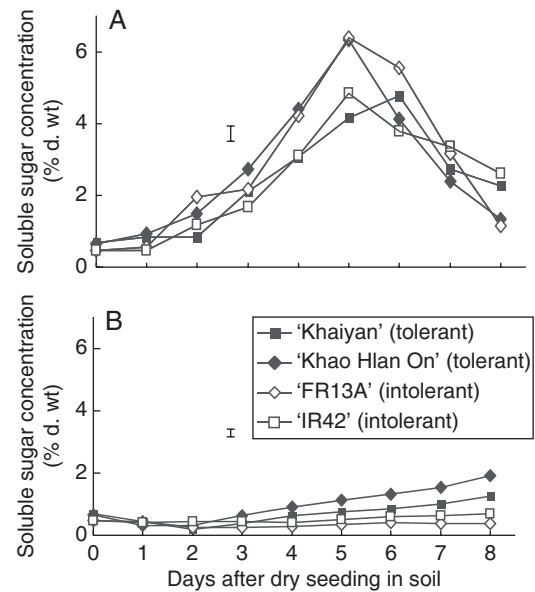 A
Soluble sugar concentration
(% d. wt)
6
4
2
0
B
Soluble sugar concentration
(% d. wt)
6
4
2
0
'Khaiyan' (tolerant)
'Khao Hlan On' (tolerant)
'FR13A' (intolerant)
'IR42' (intolerant)
0 1 2 3 4 5 6 7 8
Days after dry seeding in soil